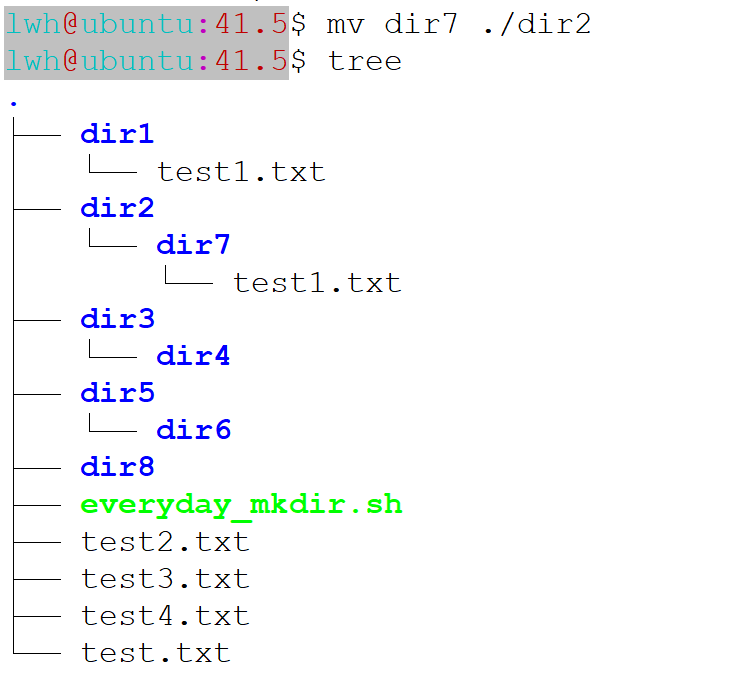 lwh@ubuntu:41.5$ mv dir7 ./dir2
lwh@ubuntu:41.5$ tree
.
├── dir1
│   └── test1.txt
├── dir2
│   └── dir7
│       └── test1.txt
├── dir3
│   └── dir4
├── dir5
│   └── dir6
├── dir8
├── everyday_mkdir.sh
├── test2.txt
├── test3.txt
├── test4.txt
└── test.txt